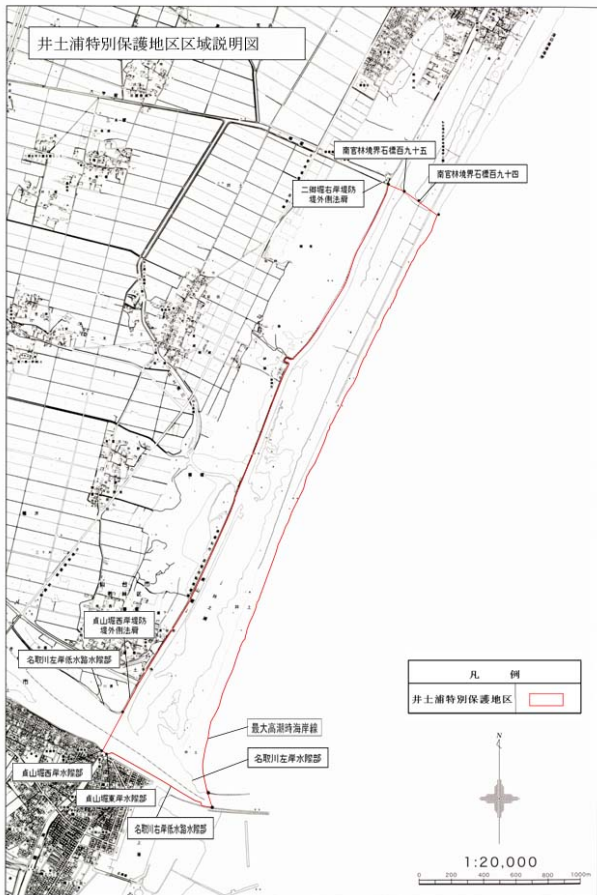 井土浦特別保護地区区域説明図
南官林境界石標百九十五
南官林境界石標百九十四
二郷堀右岸堤防
堤外側法肩
貞山堀西岸堤防
堤外側法肩
名取川左岸低水路水際部
最大高潮時海岸線
名取川左岸水際部
貞山堀西岸水際部
貞山堀東岸水際部
名取川右岸低水路水際部
凡 例
井土浦特別保護地区
N
1:20,000
0 200 400 600 800 1000m